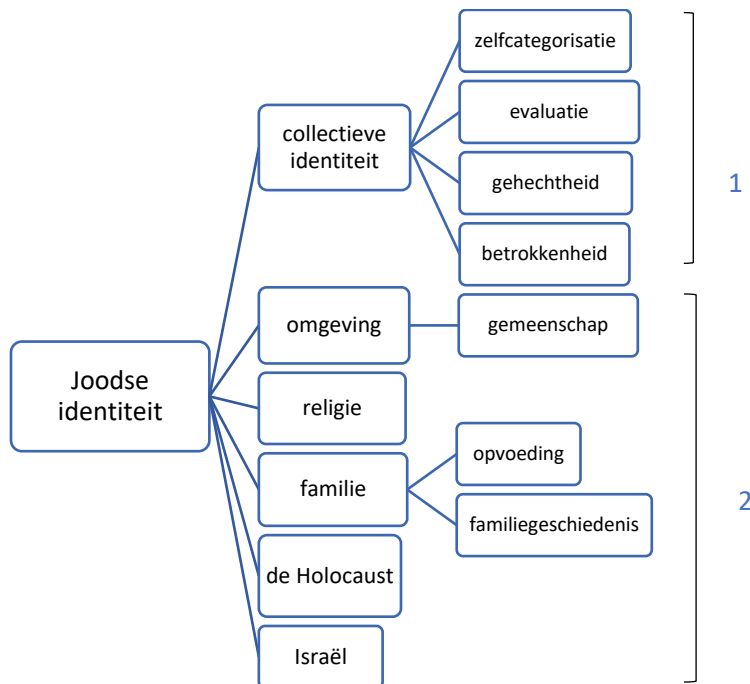 zelfcategorisatie
evaluatie
collectieve
identiteit
gehechtheid
1
betrokkenheid
omgeving
gemeenschap
Joodse
identiteit
religie
opvoeding
familie
familiegeschiedenis
2
de Holocaust
Israël